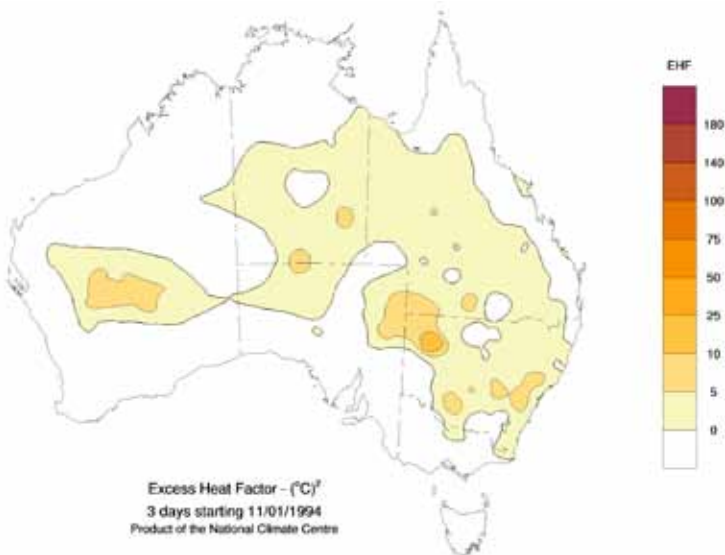 EHF
180
140
100
75
50
25
10
5
0
Excess Heat Factor - (°C)²
3 days starting 11/01/1994
Product of the National Climate Centre